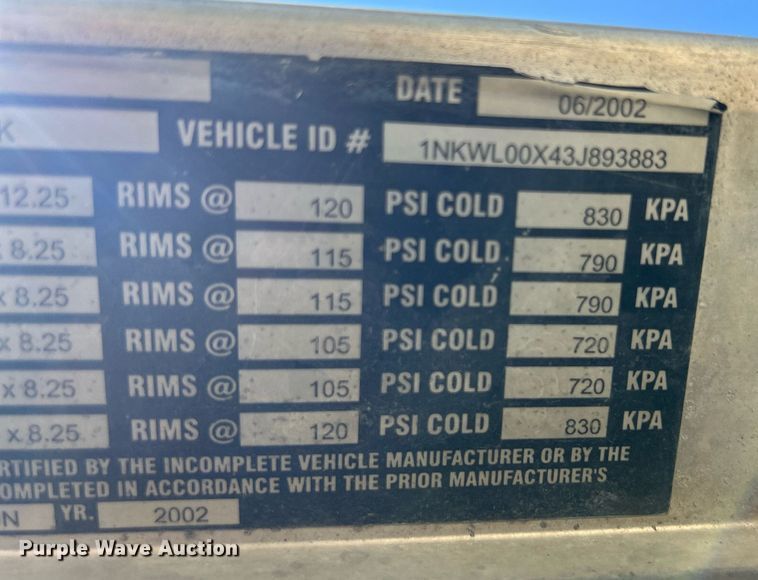 DATE 06/2002
K VEHICLE ID # 1NKWL00X43J893883
12.25 RIMS @ 120 PSI COLD 830 KPA
x 8.25 RIMS @ 115 PSI COLD 790 KPA
x 8.25 RIMS @ 115 PSI COLD 790 KPA
x 8.25 RIMS @ 105 PSI COLD 720 KPA
x 8.25 RIMS @ 105 PSI COLD 720 KPA
x 8.25 RIMS @ 120 PSI COLD 830 KPA
ERTIFIED BY THE INCOMPLETE VEHICLE MANUFACTURER OR BY THE
OMPLETED IN ACCORDANCE WITH THE PRIOR MANUFACTURER'S
N YR. 2002
Purple Wave Auction